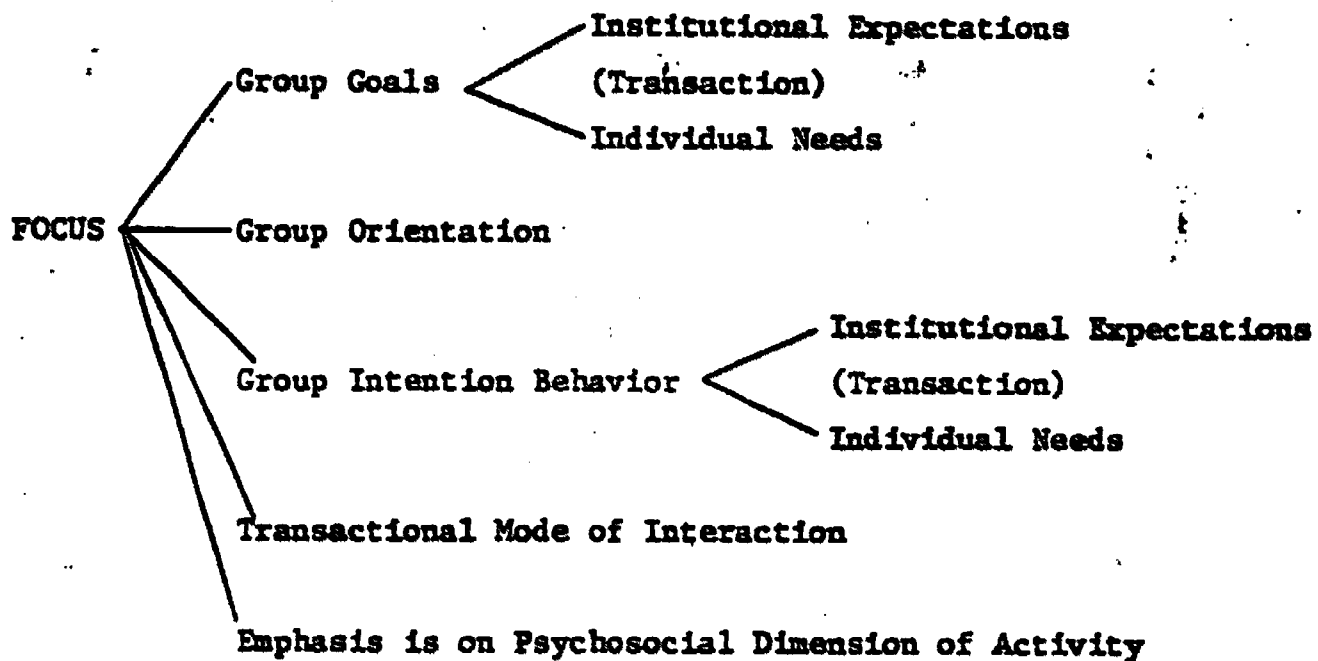 Institutional Expectations
Group Goals (Transaction)
Individual Needs
FOCUS Group Orientation
Institutional Expectations
Group Intention Behavior (Transaction)
Individual Needs
Transactional Mode of Interaction
Emphasis is on Psychosocial Dimension of Activity